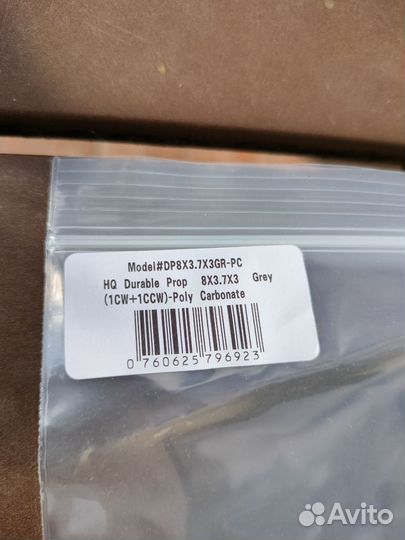 Model#DP8X3.7X3GR-PC
HQ Durable Prop 8X3.7X3 Grey
(1CW+1CCW)-Poly Carbonate
0 760625 796923
Avito